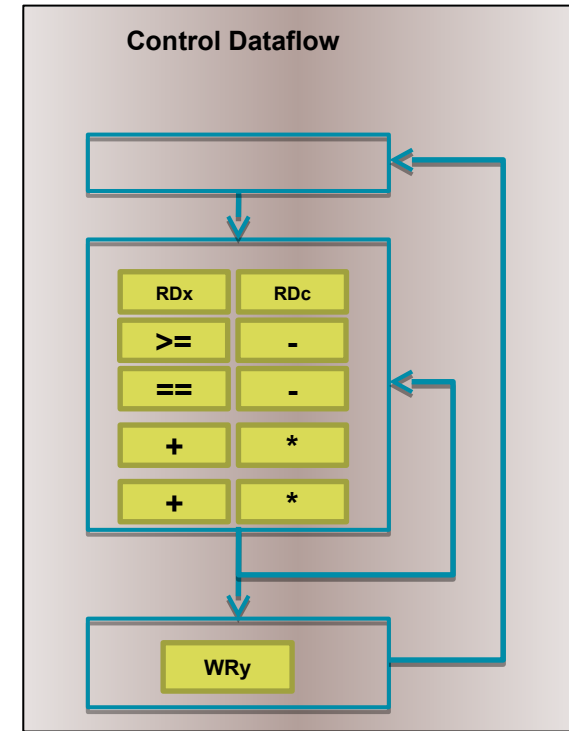 Control Dataflow
RDx RDc
>= -
== -
+ *
+ *
WRy